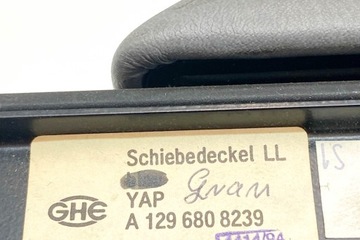 Schiebedeckel LL
YAP Grau
GHE
A 129 680 8239